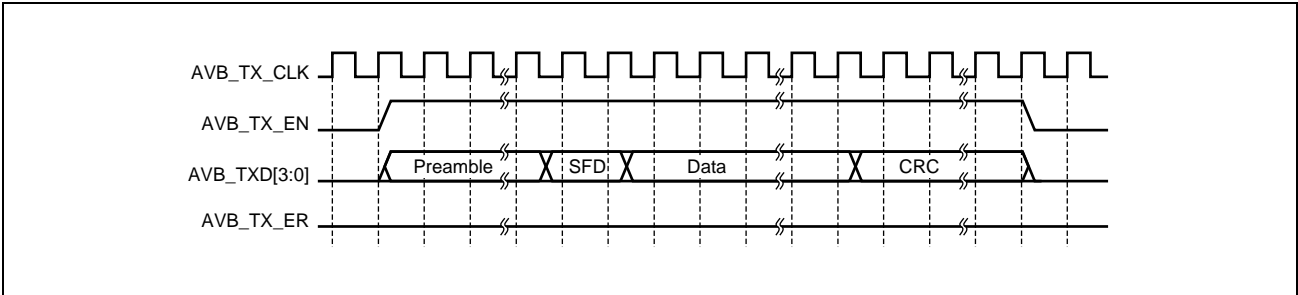 AVB_TX_CLK
AVB_TX_EN
AVB_TXD[3:0] Preamble SFD Data CRC
AVB_TX_ER